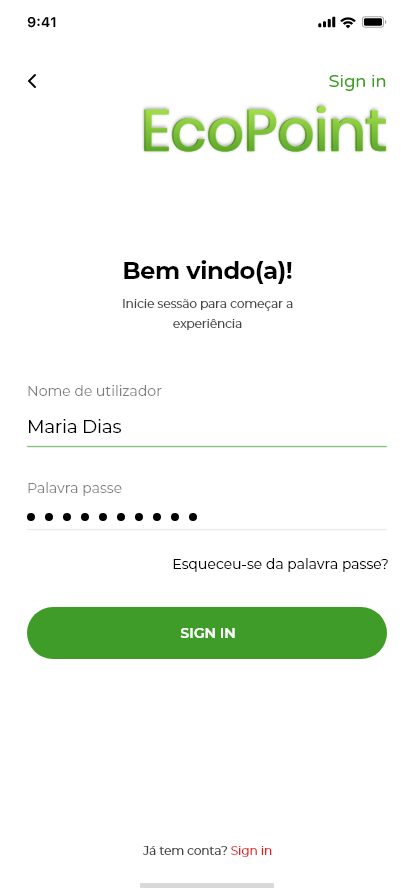 9:41
Sign in
EcoPoint
Bem vindo(a)!
Inicie sessão para começar a
experiência
Nome de utilizador
Maria Dias
Palavra passe
Esqueceu-se da palavra passe?
SIGN IN
Já tem conta? Sign in